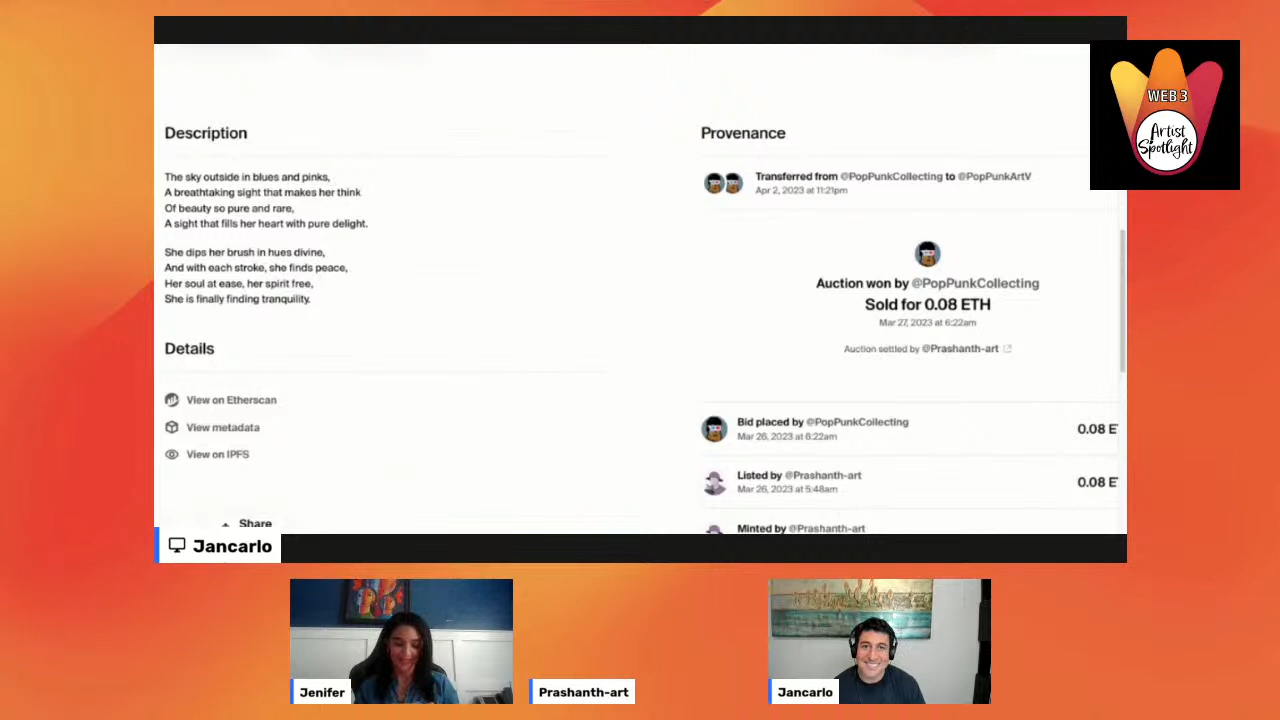 Description
The sky outside in blues and pinks,
A breathtaking sight that makes her think
Of beauty so pure and rare,
A sight that fills her heart with pure delight.
She dips her brush in hues divine,
And with each stroke, she finds peace,
Her soul at ease, her spirit free,
She is finally finding tranquility.
Details
View on Etherscan
View metadata
View on IPFS
Share
Provenance
Transferred from @PopPunkCollecting to @PopPunkArtV
Apr 2, 2023 at 11:21pm
Auction won by @PopPunkCollecting
Sold for 0.08 ETH
Mar 27, 2023 at 6:22am
Auction settled by @Prashanth-art
Bid placed by @PopPunkCollecting
Mar 26, 2023 at 6:22am
0.08 E
Listed by @Prashanth-art
Mar 26, 2023 at 5:48am
0.08 E
Minted by @Prashanth-art
WEB3
Artist
Spotlight
Jancarlo
Jenifer
Prashanth-art
Jancarlo